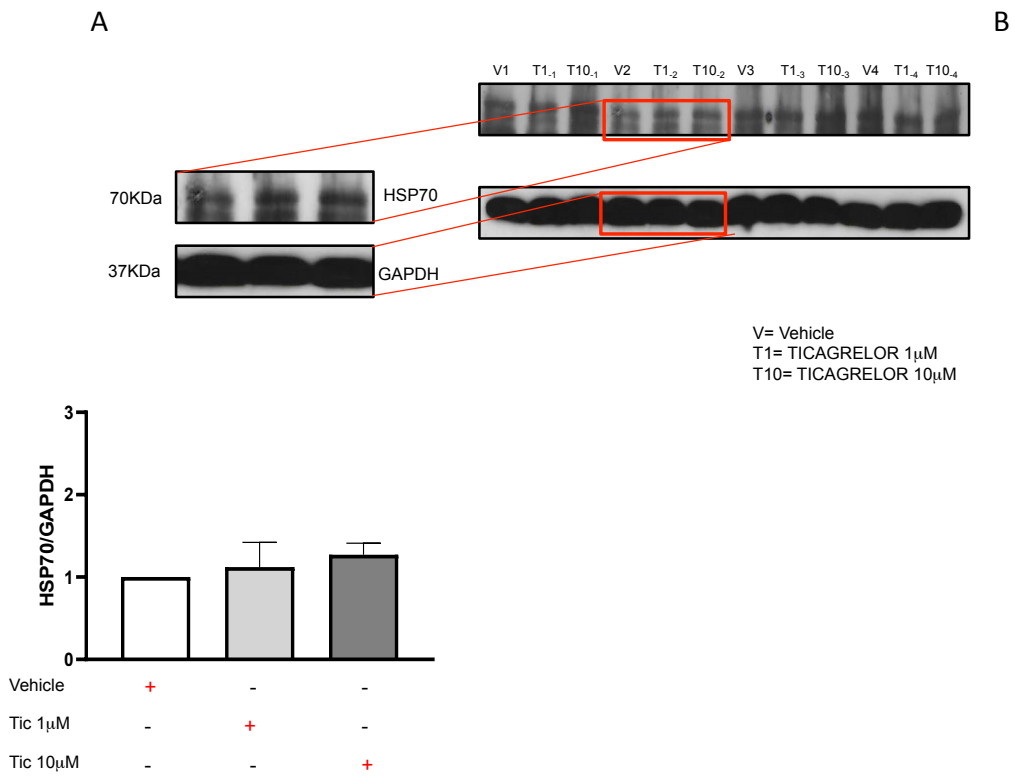 A B
V1 T1-1 T10-1 V2 T1-2 T10-2 V3 T1-3 T10-3 V4 T1-4 T10-4
70KDa HSP70
37KDa GAPDH
V= Vehicle
T1= TICAGRELOR 1µM
T10= TICAGRELOR 10µM
3
2
1
0
HSP70/GAPDH
Vehicle + - -
Tic 1µM - + -
Tic 10µM - - +